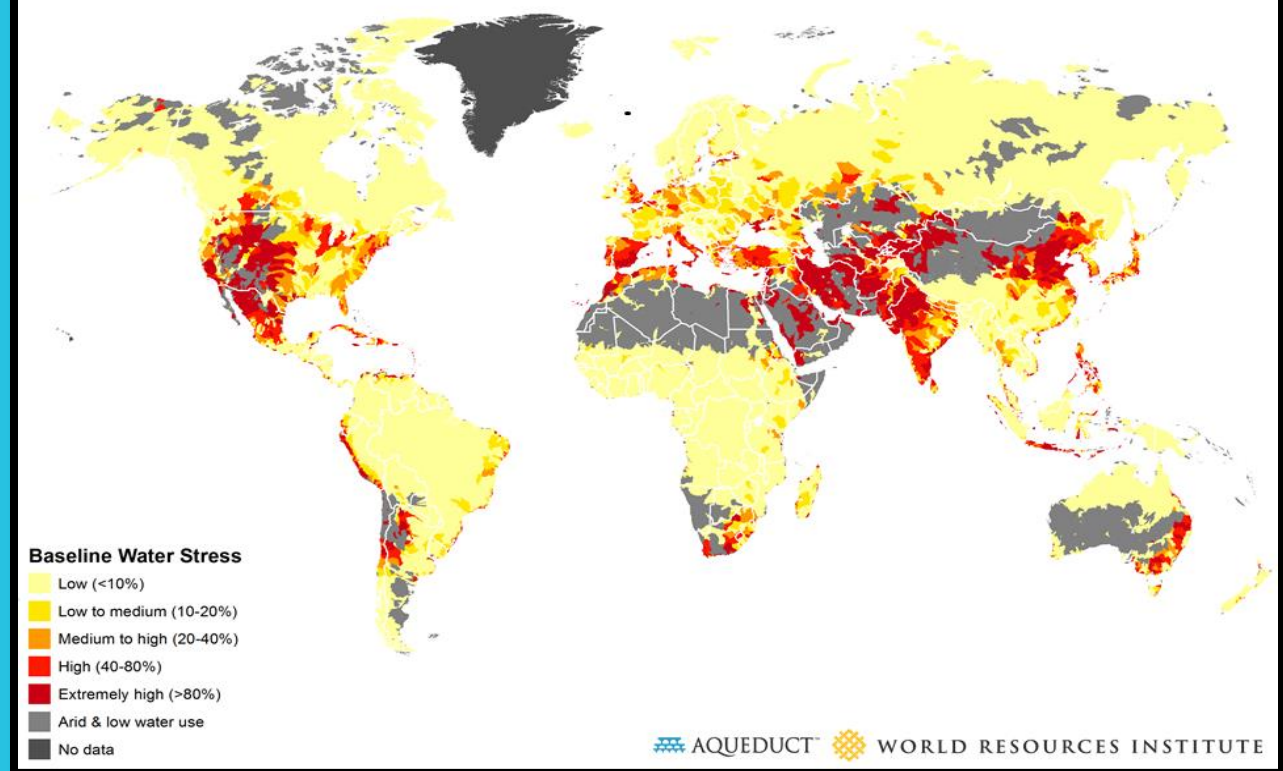 Baseline Water Stress
Low (<10%)
Low to medium (10-20%)
Medium to high (20-40%)
High (40-80%)
Extremely high (>80%)
Arid & low water use
No data
AQUEDUCT™ WORLD RESOURCES INSTITUTE